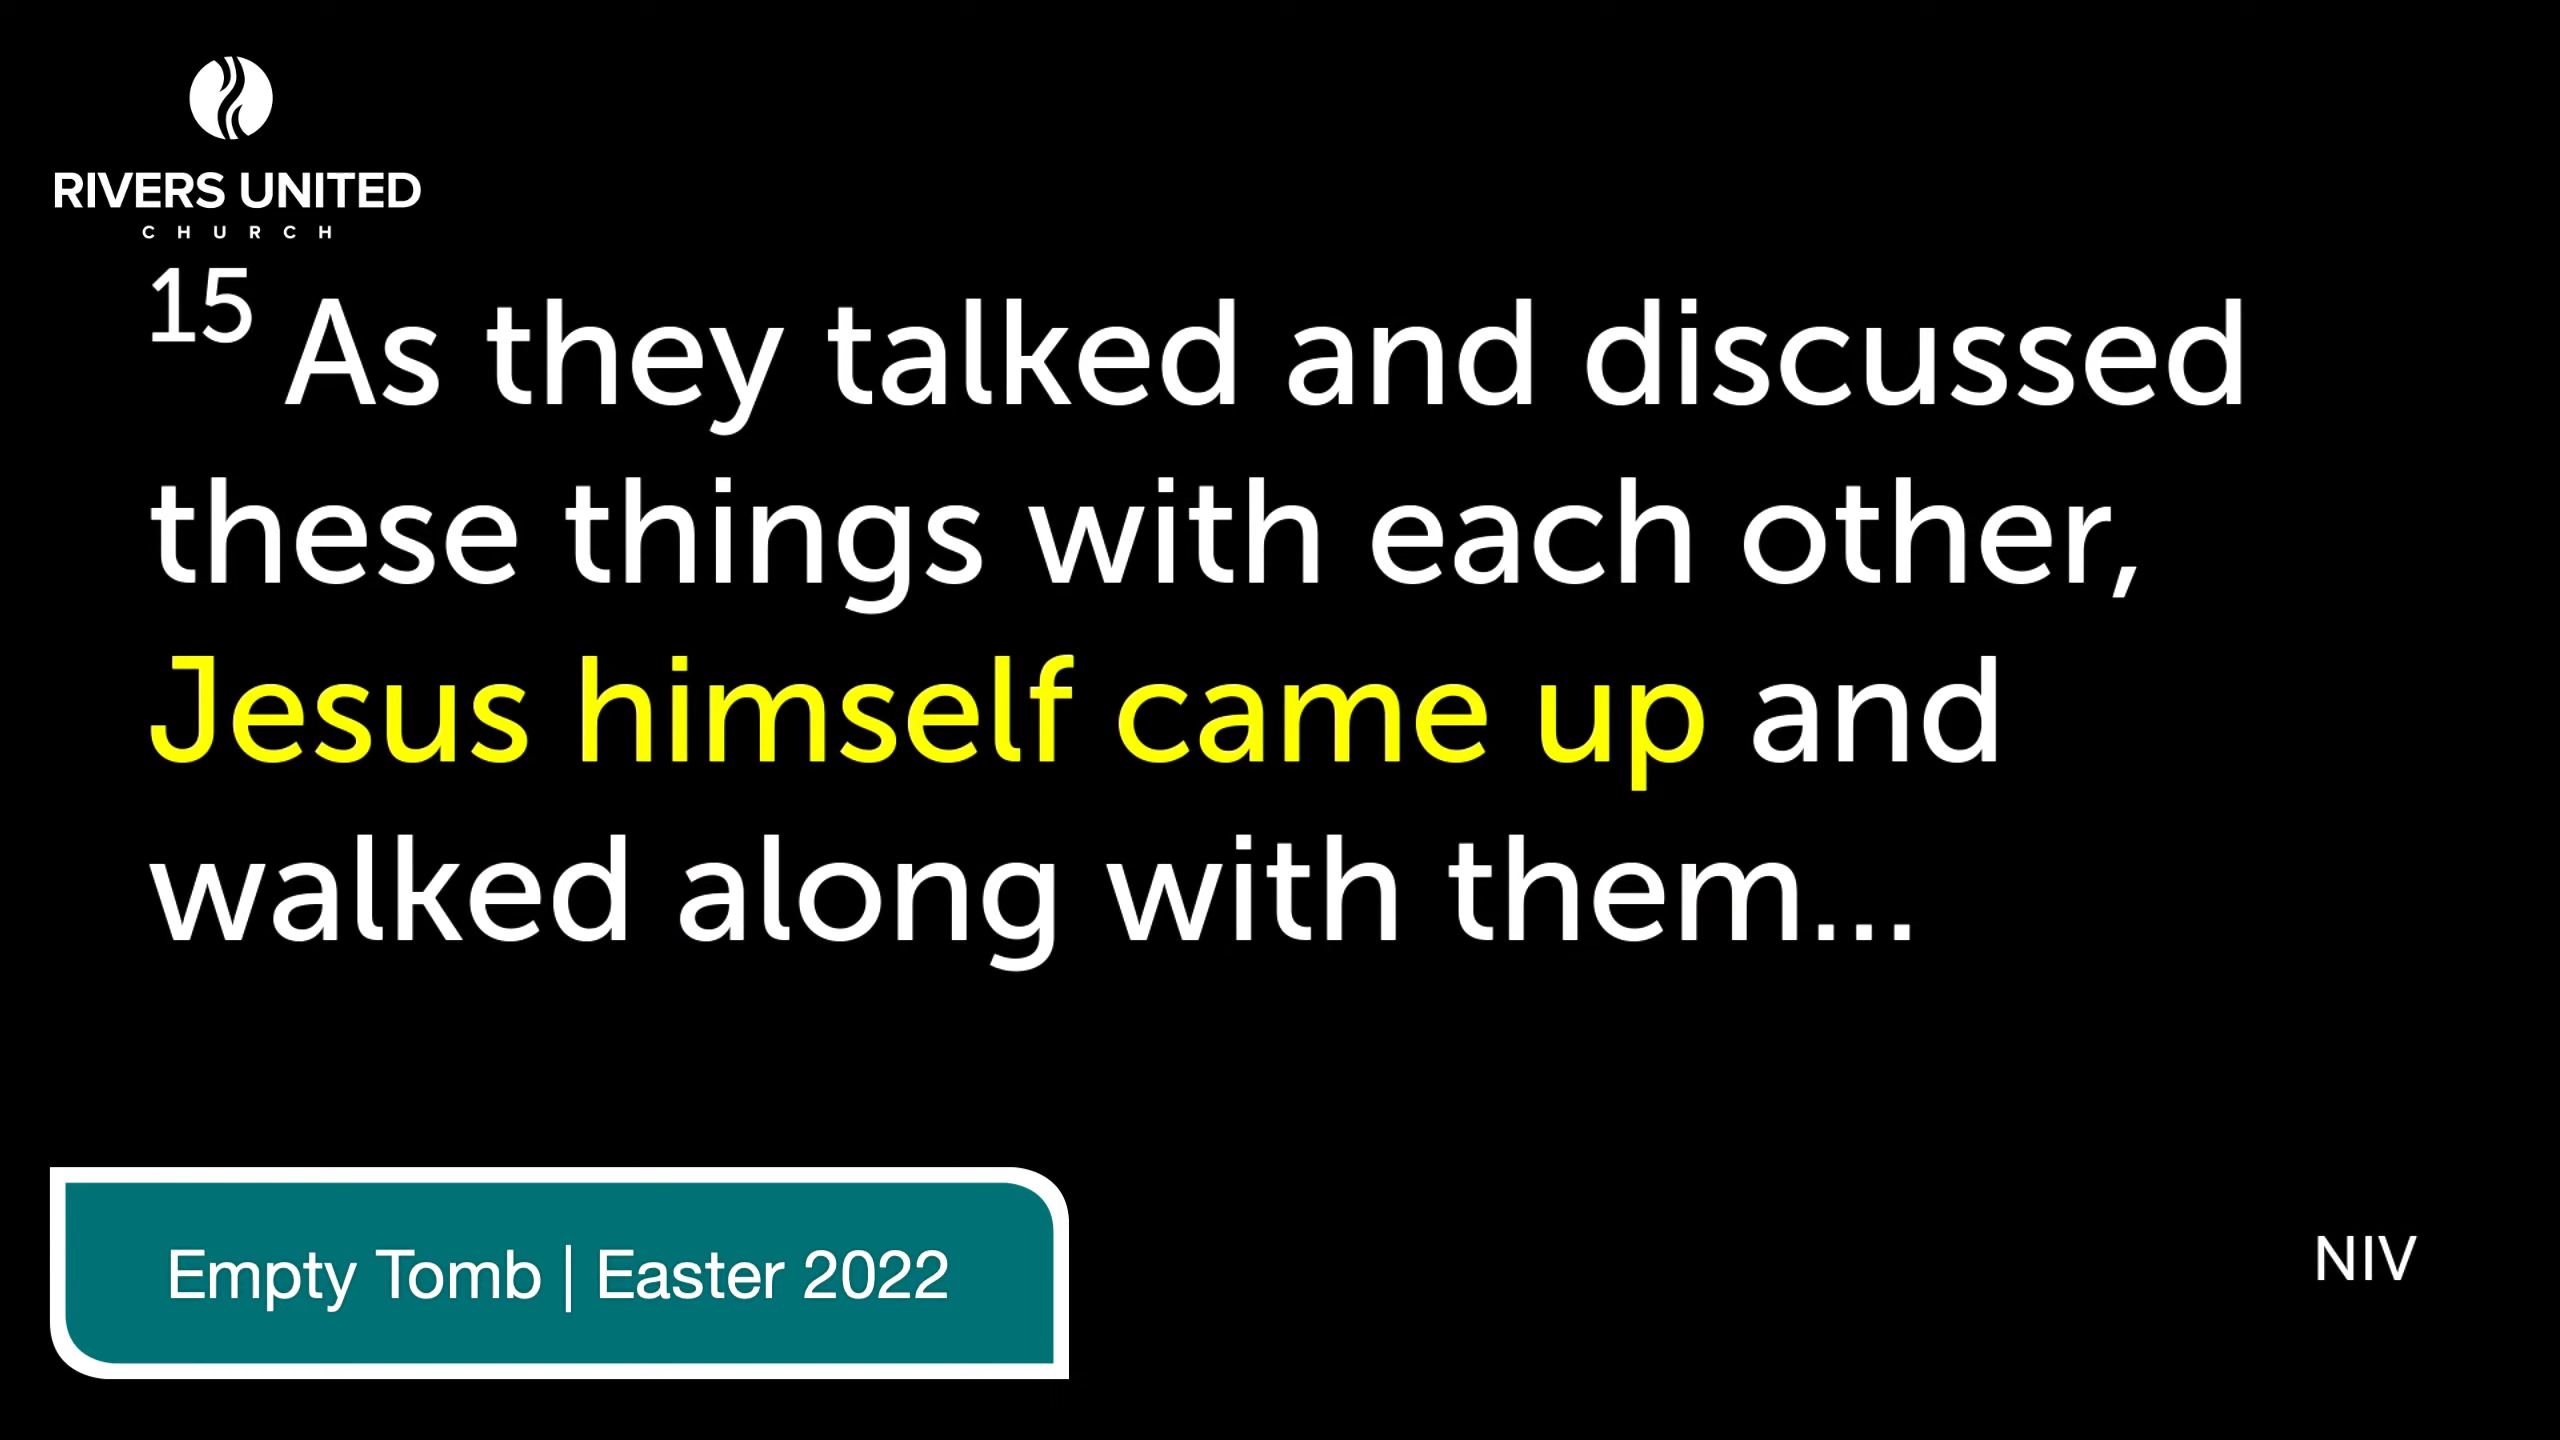 RIVERS UNITED
CHURCH
15 As they talked and discussed
these things with each other,
Jesus himself came up and
walked along with them...
Empty Tomb | Easter 2022
NIV